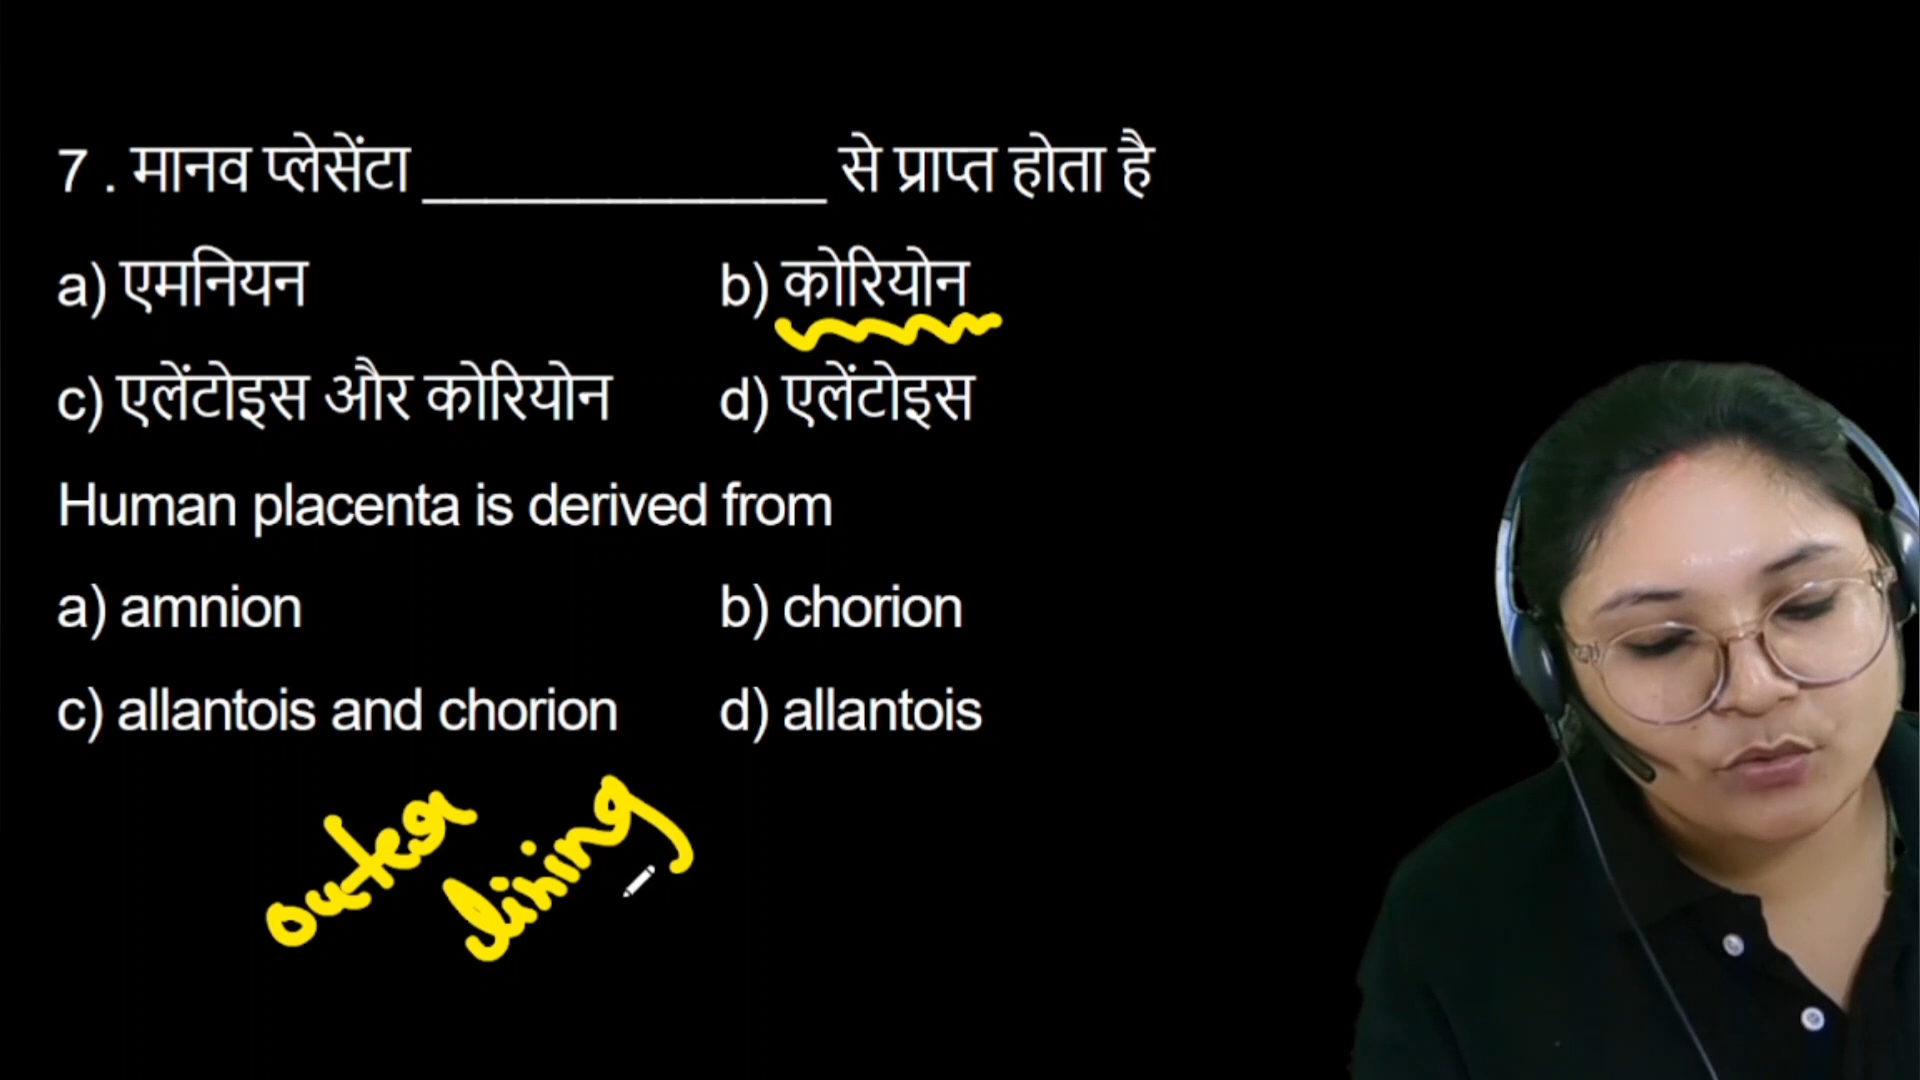 7 . मानव प्लेसेंटा _____________ से प्राप्त होता है
a) एमनियन b) कोरियोन
c) एलेंटोइस और कोरियोन d) एलेंटोइस
Human placenta is derived from
a) amnion b) chorion
c) allantois and chorion d) allantois
outer lining